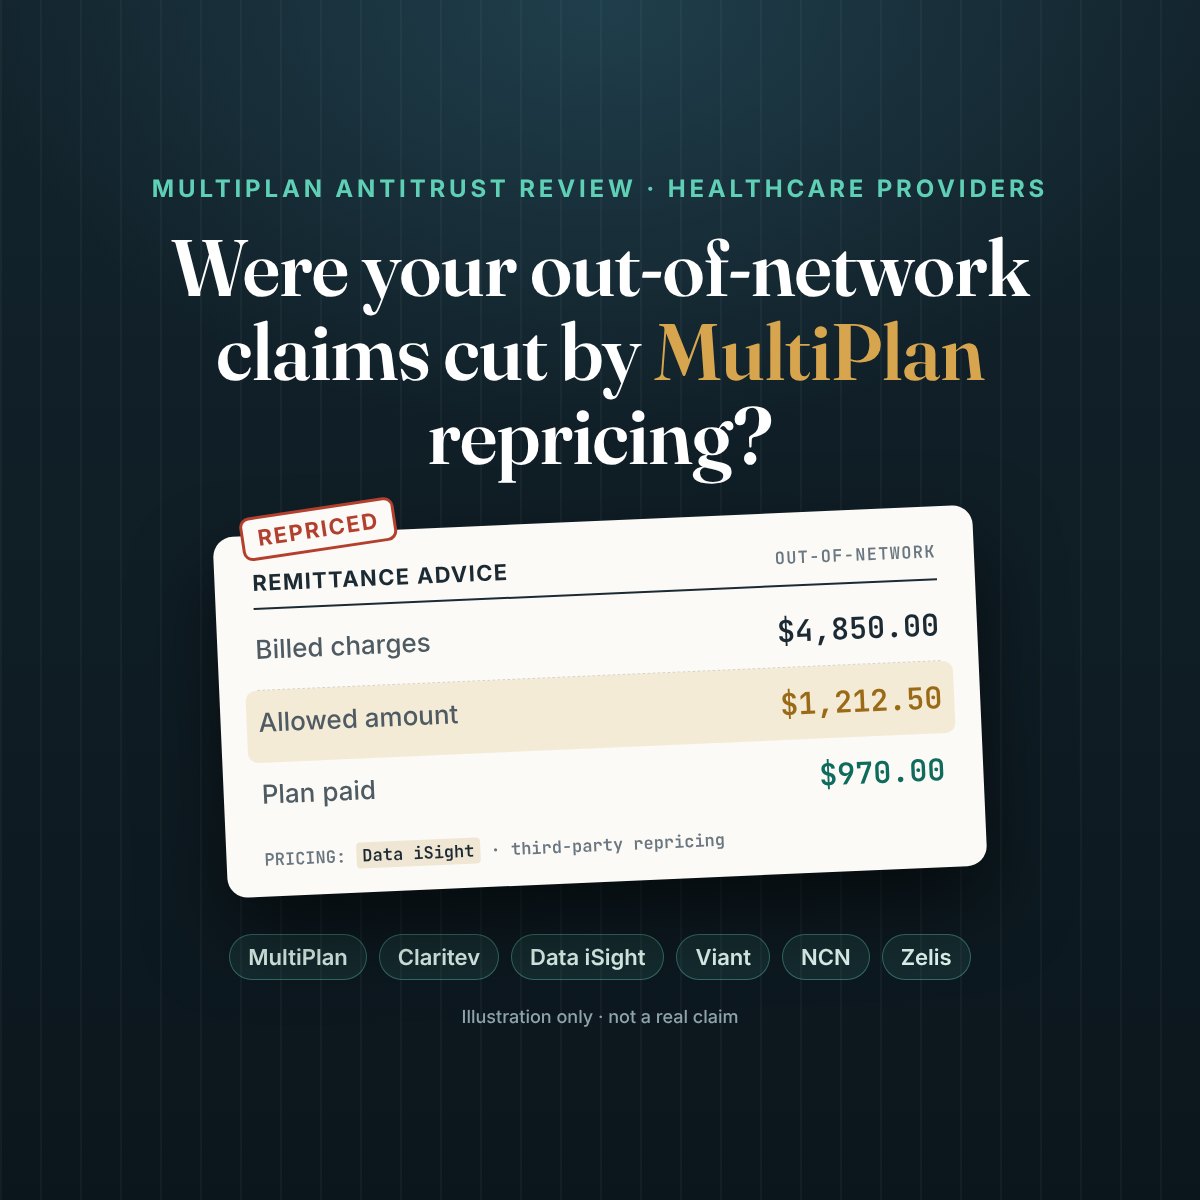 MULTIPLAN ANTITRUST REVIEW · HEALTHCARE PROVIDERS
Were your out-of-network
claims cut by MultiPlan
repricing?
REPRICED
REMITTANCE ADVICE OUT-OF-NETWORK
Billed charges $4,850.00
Allowed amount $1,212.50
Plan paid $970.00
PRICING: Data iSight · third-party repricing
MultiPlan Claritev Data iSight Viant NCN Zelis
Illustration only · not a real claim